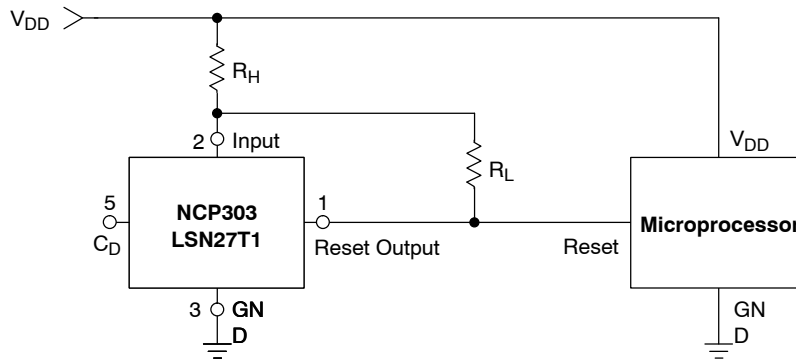 VDD
RH
2 Input
VDD
RL
5
NCP303
LSN27T1
1
Microprocessor
CD
Reset Output
Reset
3 GN
D
GN
D